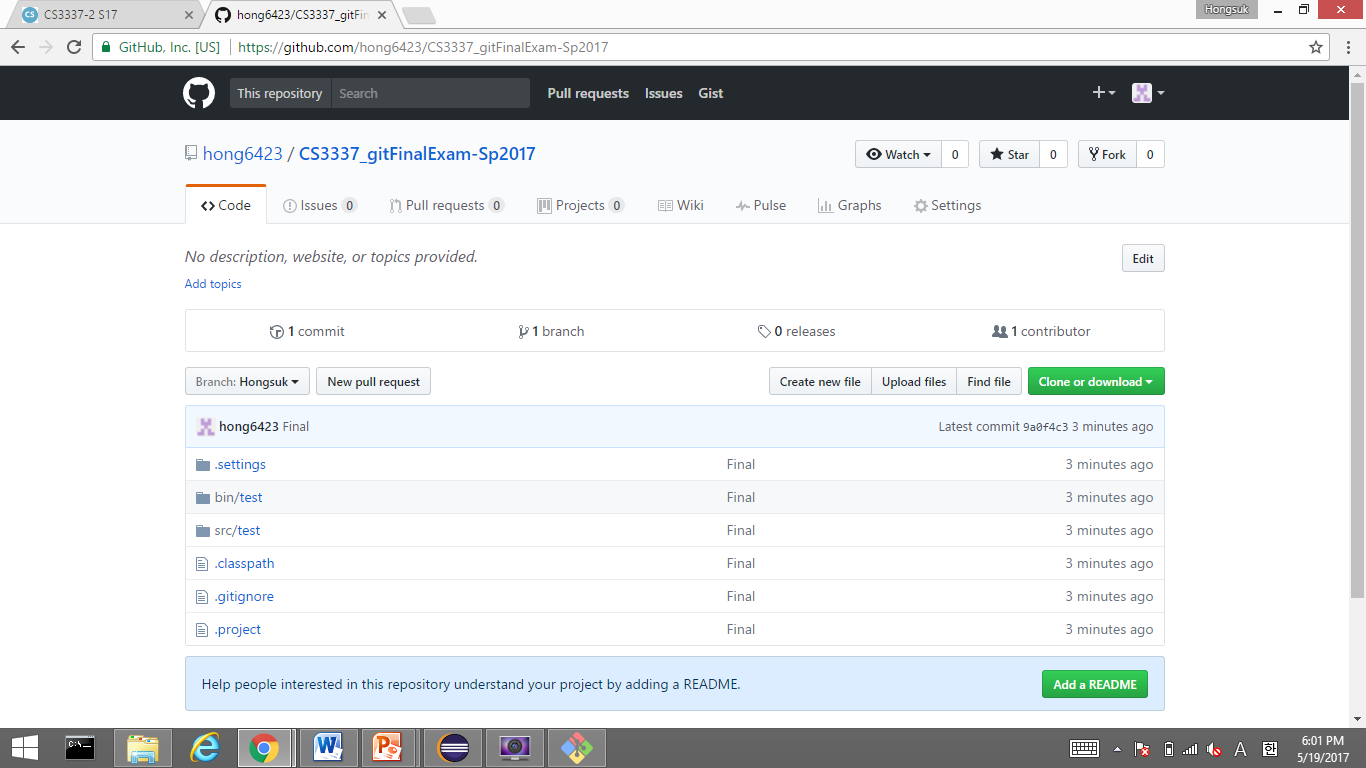 CS3337-2 S17
hong6423/CS3337_gitFin
Hongsuk
GitHub, Inc. [US] https://github.com/hong6423/CS3337_gitFinalExam-Sp2017
This repository Search Pull requests Issues Gist
hong6423 / CS3337_gitFinalExam-Sp2017
Watch 0 Star 0 Fork 0
Code Issues 0 Pull requests 0 Projects 0 Wiki Pulse Graphs Settings
No description, website, or topics provided.
Edit
Add topics
1 commit 1 branch 0 releases 1 contributor
Branch: Hongsuk New pull request Create new file Upload files Find file Clone or download
hong6423 Final Latest commit 9a0f4c3 3 minutes ago
.settings Final 3 minutes ago
bin/test Final 3 minutes ago
src/test Final 3 minutes ago
.classpath Final 3 minutes ago
.gitignore Final 3 minutes ago
.project Final 3 minutes ago
Help people interested in this repository understand your project by adding a README. Add a README
6:01 PM
5/19/2017